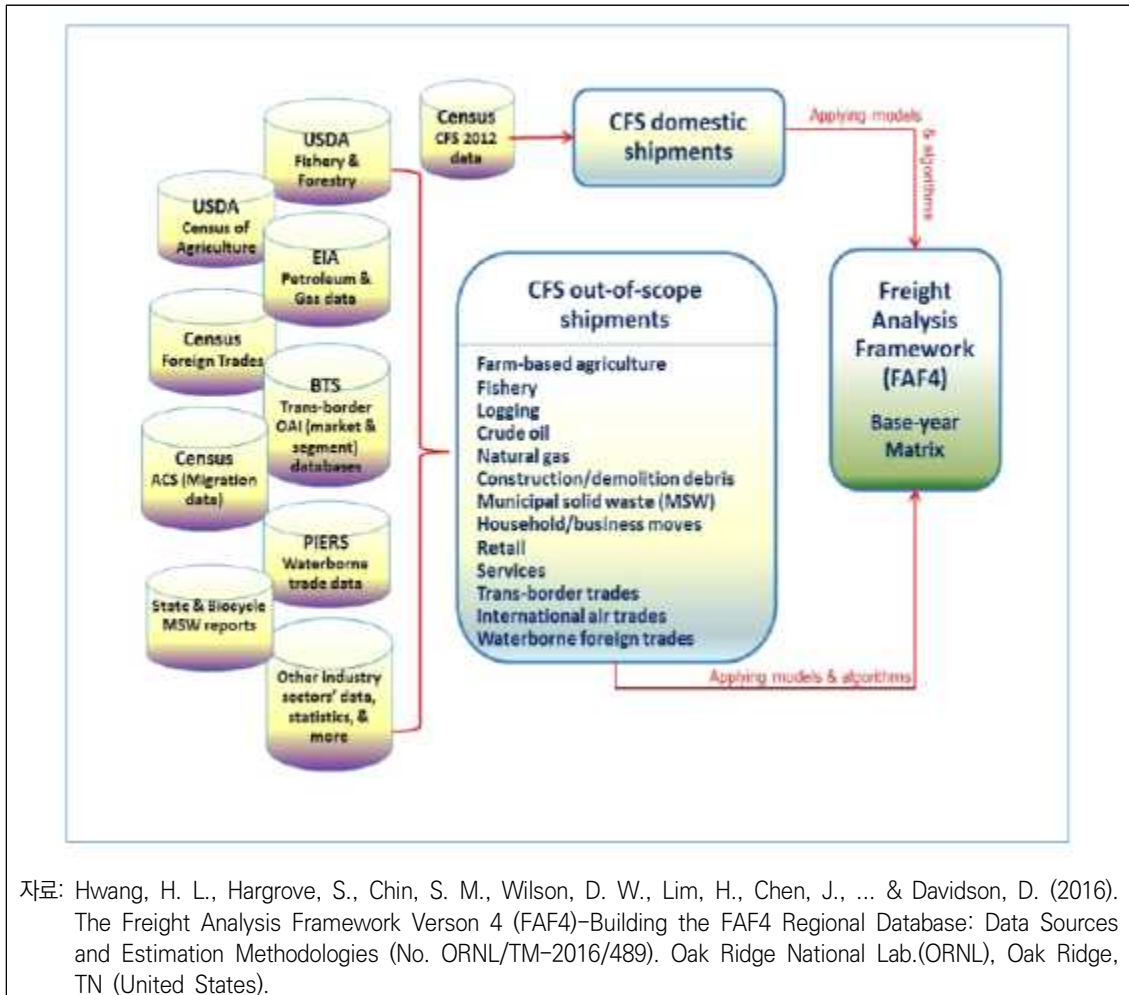 USDA
Fishery &
Forestry
USDA
Census of
Agriculture
EIA
Petroleum &
Gas data
Census
Foreign Trades
BTS
Trans-border
OAI (market &
segment)
databases
Census
ACS (Migration
data)
PIERS
Waterborne
trade data
State & Biocycle
MSW reports
Other industry
sectors' data,
statistics, &
more
Census
CFS 2012
data
CFS domestic
shipments
Applying models
& algorithms
CFS out-of-scope
shipments
Farm-based agriculture
Fishery
Logging
Crude oil
Natural gas
Construction/demolition debris
Municipal solid waste (MSW)
Household/business moves
Retail
Services
Trans-border trades
International air trades
Waterborne foreign trades
Applying models & algorithms
Freight
Analysis
Framework
(FAF4)
Base-year
Matrix
자료: Hwang, H. L., Hargrove, S., Chin, S. M., Wilson, D. W., Lim, H., Chen, J., ... & Davidson, D. (2016).
The Freight Analysis Framework Verson 4 (FAF4)-Building the FAF4 Regional Database: Data Sources
and Estimation Methodologies (No. ORNL/TM-2016/489). Oak Ridge National Lab.(ORNL), Oak Ridge,
TN (United States).